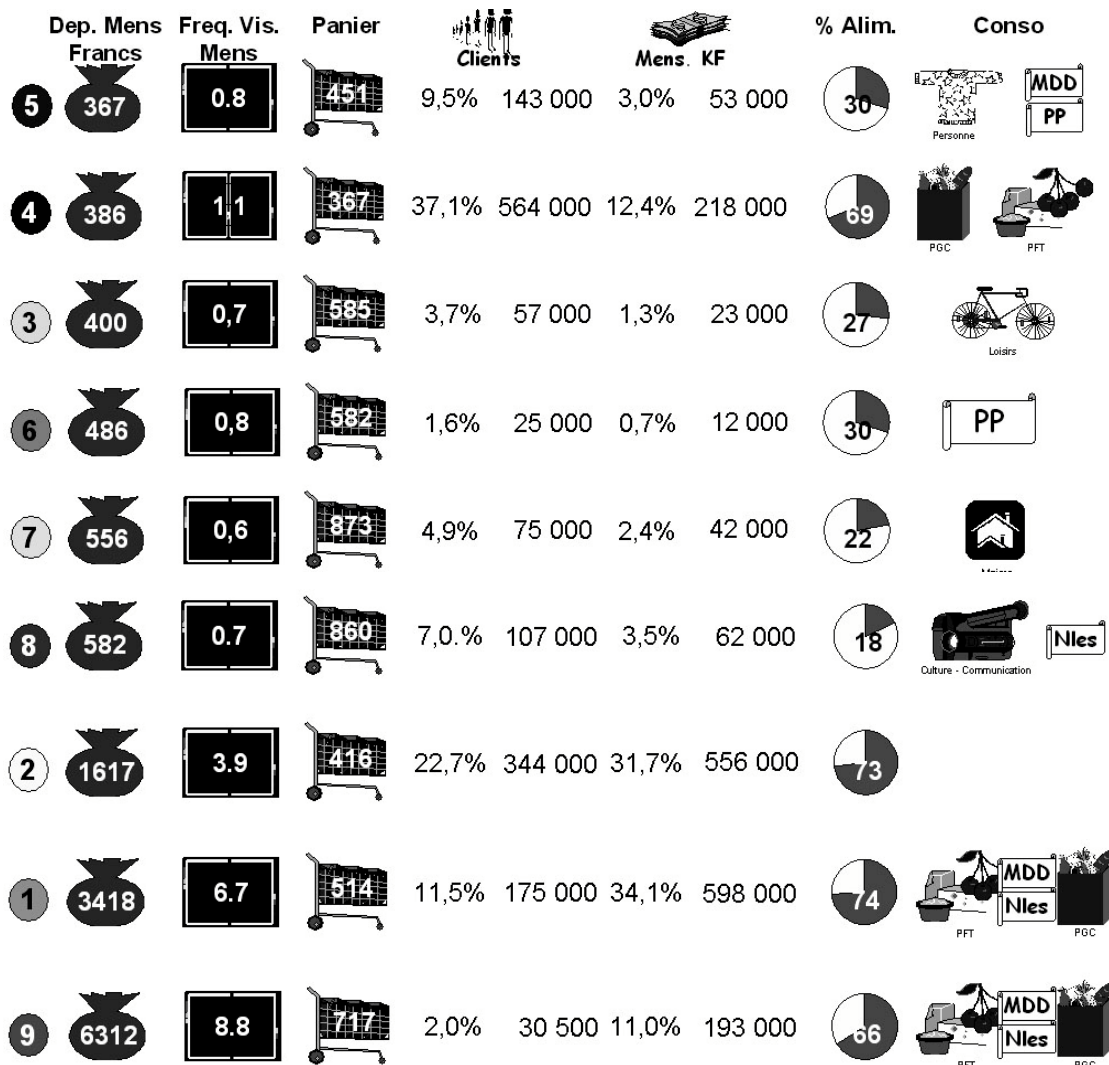 Dep. Mens Freq. Vis. Panier % Alim. Conso
Francs Mens Clients Mens. KF
5 367 0.8 451 9,5% 143 000 3,0% 53 000 30 MDD
PP
Personne
4 386 1 1 367 37,1% 564 000 12,4% 218 000 69
PGC PFT
3 400 0,7 585 3,7% 57 000 1,3% 23 000 27
Loisirs
6 486 0,8 582 1,6% 25 000 0,7% 12 000 30 PP
7 556 0,6 873 4,9% 75 000 2,4% 42 000 22
8 582 0.7 860 7,0.% 107 000 3,5% 62 000 18 Nles
Culture - Communication
2 1617 3.9 416 22,7% 344 000 31,7% 556 000 73
1 3418 6.7 514 11,5% 175 000 34,1% 598 000 74 MDD
Nles
PFT PGC
9 6312 8.8 717 2,0% 30 500 11,0% 193 000 66 MDD
Nles
PFT PGC